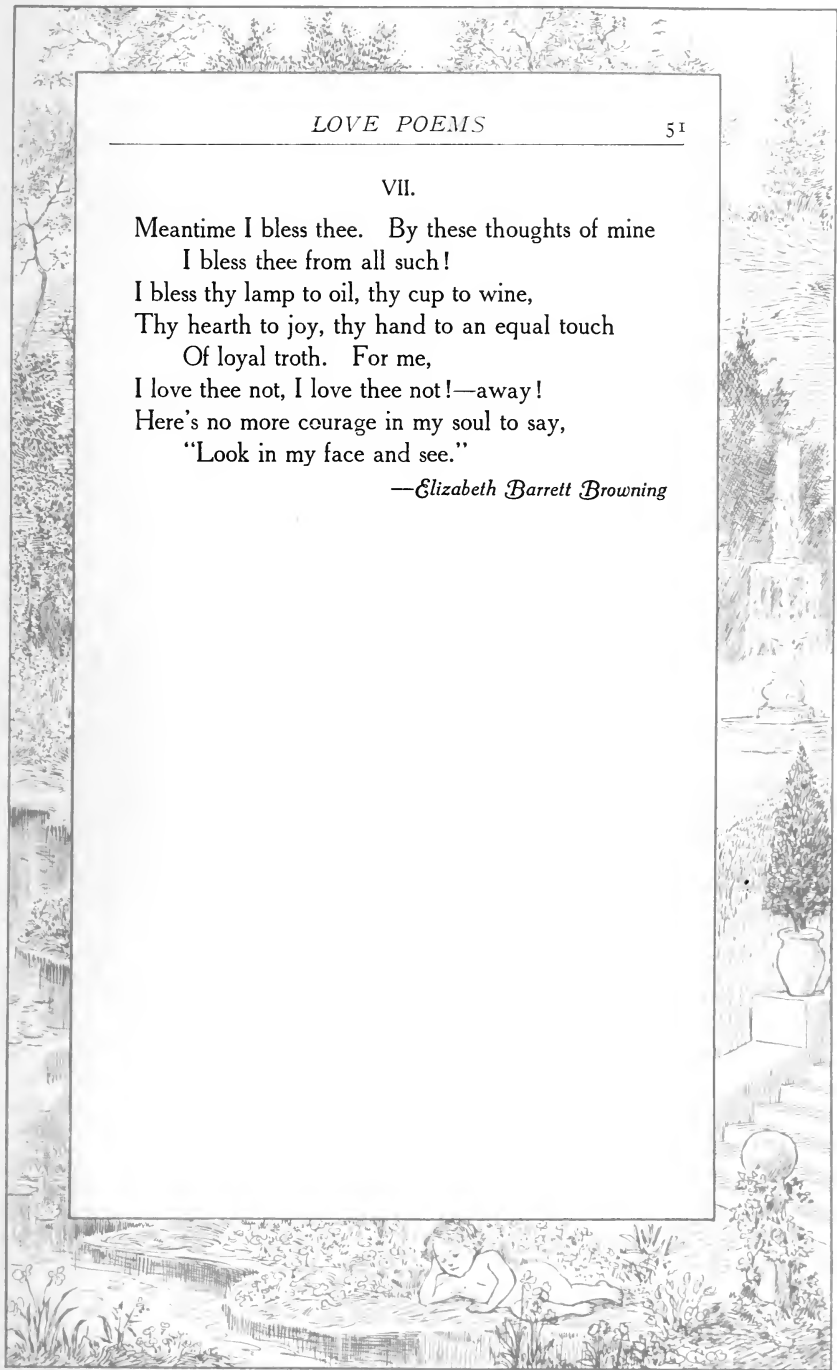 LOVE POEMS 51
VII.
Meantime I bless thee. By these thoughts of mine
I bless thee from all such!
I bless thy lamp to oil, thy cup to wine,
Thy hearth to joy, thy hand to an equal touch
Of loyal troth. For me,
I love thee not, I love thee not!—away!
Here's no more courage in my soul to say,
"Look in my face and see."
—Elizabeth Barrett Browning